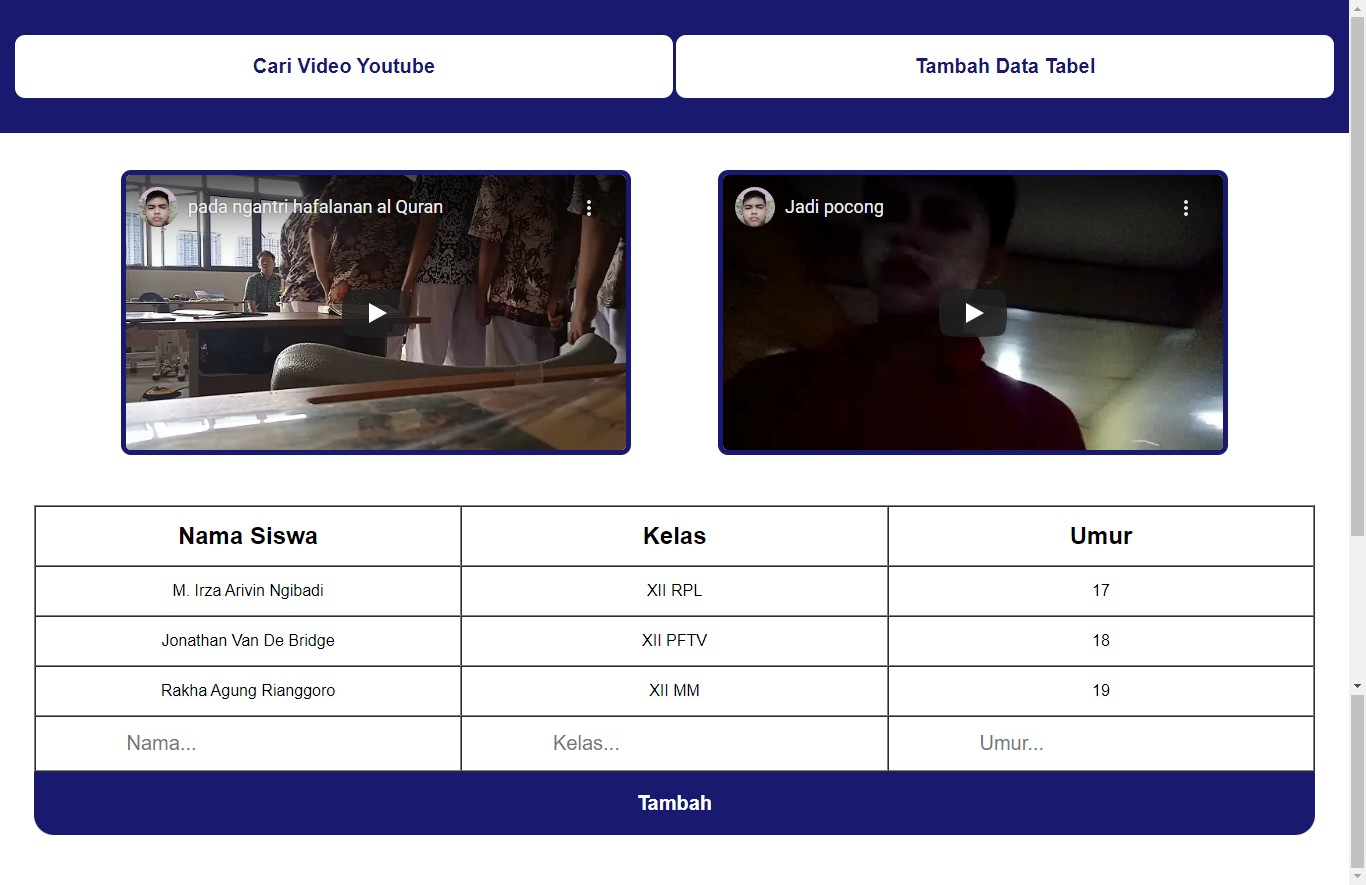 Cari Video Youtube
Tambah Data Tabel
pada ngantri hafalanan al Quran
Jadi pocong
Nama Siswa Kelas Umur
M. Irza Arivin Ngibadi XII RPL 17
Jonathan Van De Bridge XII PFTV 18
Rakha Agung Rianggoro XII MM 19
Nama... Kelas... Umur...
Tambah